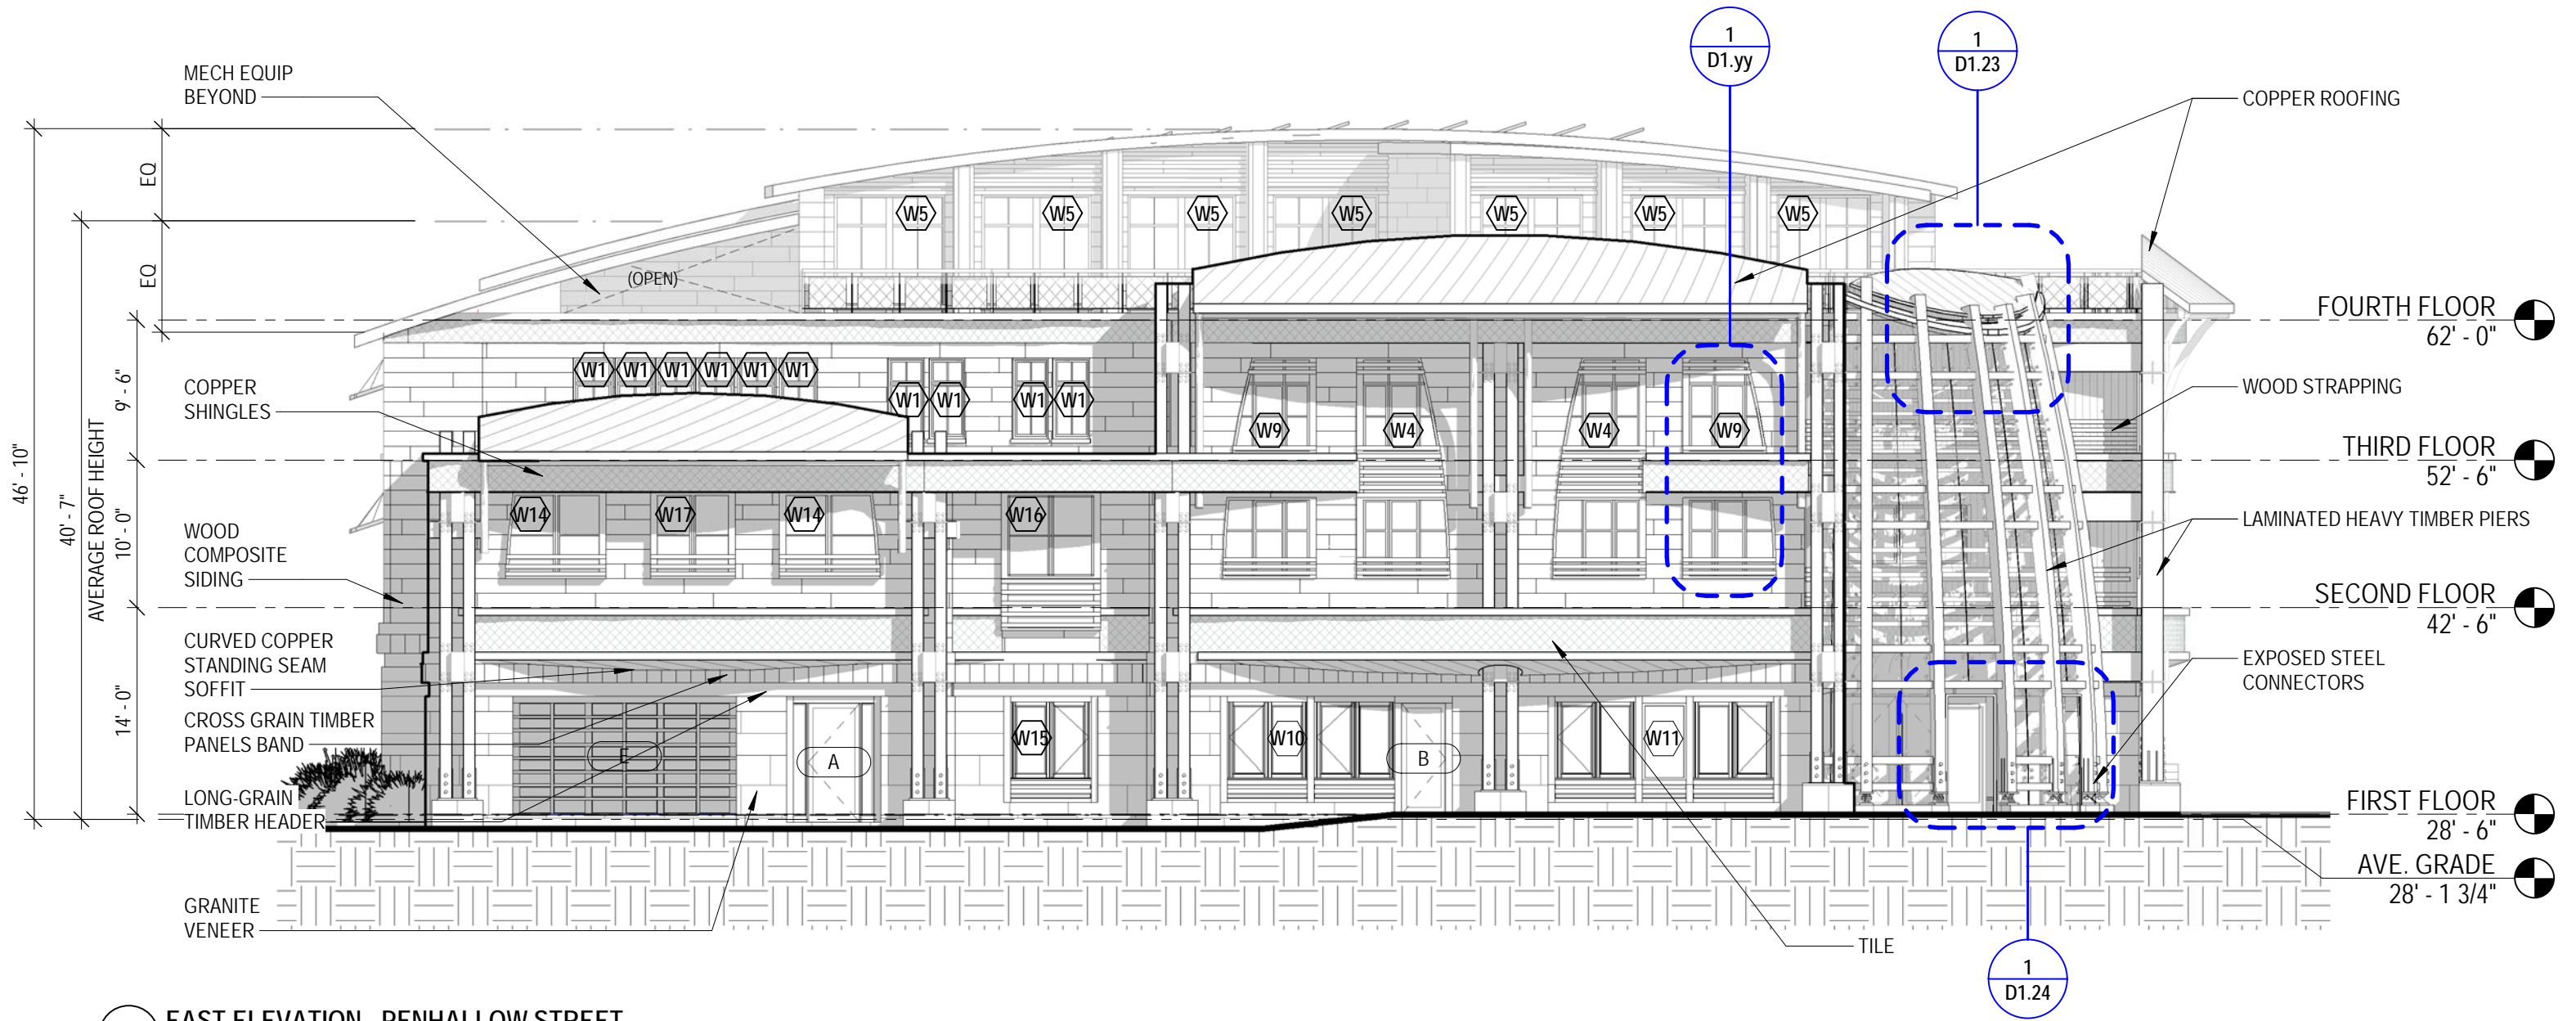 1
D1.yy
1
D1.23
MECH EQUIP
BEYOND
COPPER ROOFING
EQ
EQ
W5
W5
W5
W5
W5
W5
W5
(OPEN)
FOURTH FLOOR
62' - 0"
W1
W1
W1
W1
W1
W1
W1
W1
W1
W1
COPPER
SHINGLES
WOOD STRAPPING
9' - 6"
W9
W4
W4
W9
THIRD FLOOR
52' - 6"
46' - 10"
40' - 7"
AVERAGE ROOF HEIGHT
10' - 0"
W14
W17
W14
W16
LAMINATED HEAVY TIMBER PIERS
WOOD
COMPOSITE
SIDING
SECOND FLOOR
42' - 6"
CURVED COPPER
STANDING SEAM
SOFFIT
EXPOSED STEEL
CONNECTORS
14' - 0"
CROSS GRAIN TIMBER
PANELS BAND
E
A
W15
W10
B
W11
LONG-GRAIN
TIMBER HEADER
FIRST FLOOR
28' - 6"
AVE. GRADE
28' - 1 3/4"
GRANITE
VENEER
TILE
1
D1.24
EAST ELEVATION - PENHALLOW STREET